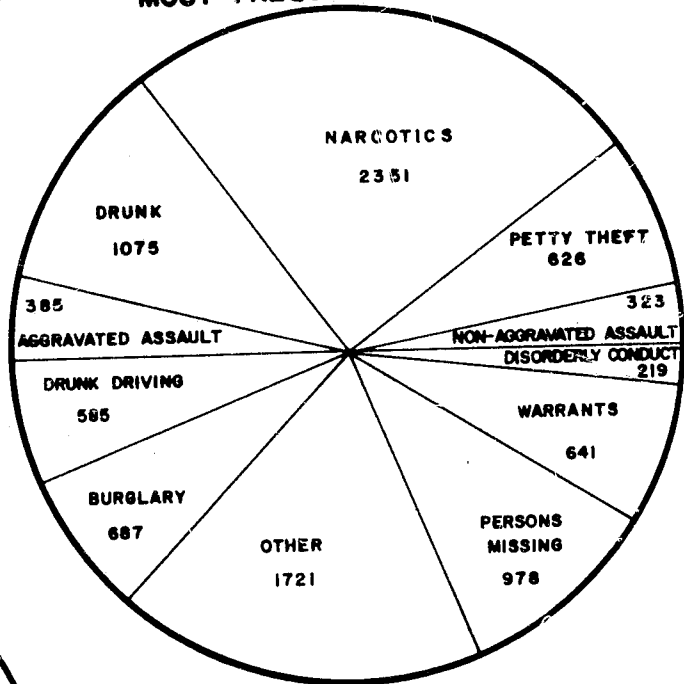 MOST
NARCOTICS
2351
DRUNK
1075
PETTY THEFT
626
385
AGGRAVATED ASSAULT
323
NON-AGGRAVATED ASSAULT
DISORDERLY CONDUCT
219
DRUNK DRIVING
585
WARRANTS
641
BURGLARY
687
PERSONS
MISSING
978
OTHER
1721